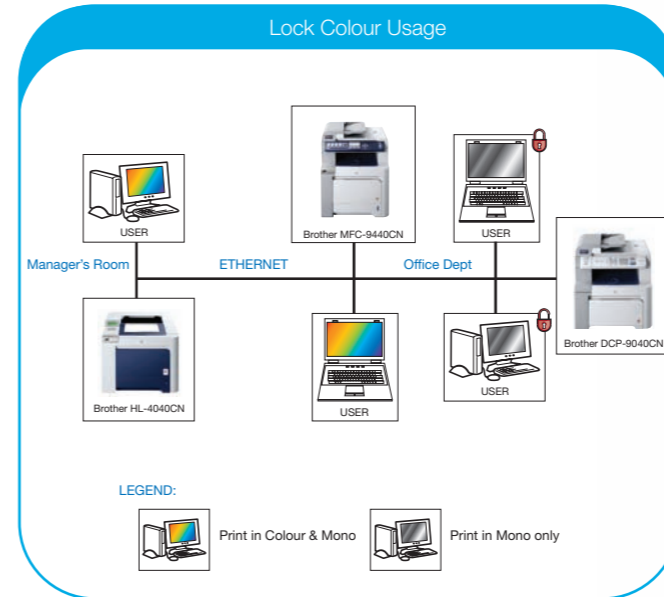 Lock Colour Usage
USER
Brother MFC-9440CN
USER
Manager's Room
ETHERNET
Office Dept
Brother HL-4040CN
USER
USER
Brother DCP-9040CN
LEGEND:
Print in Colour & Mono
Print in Mono only